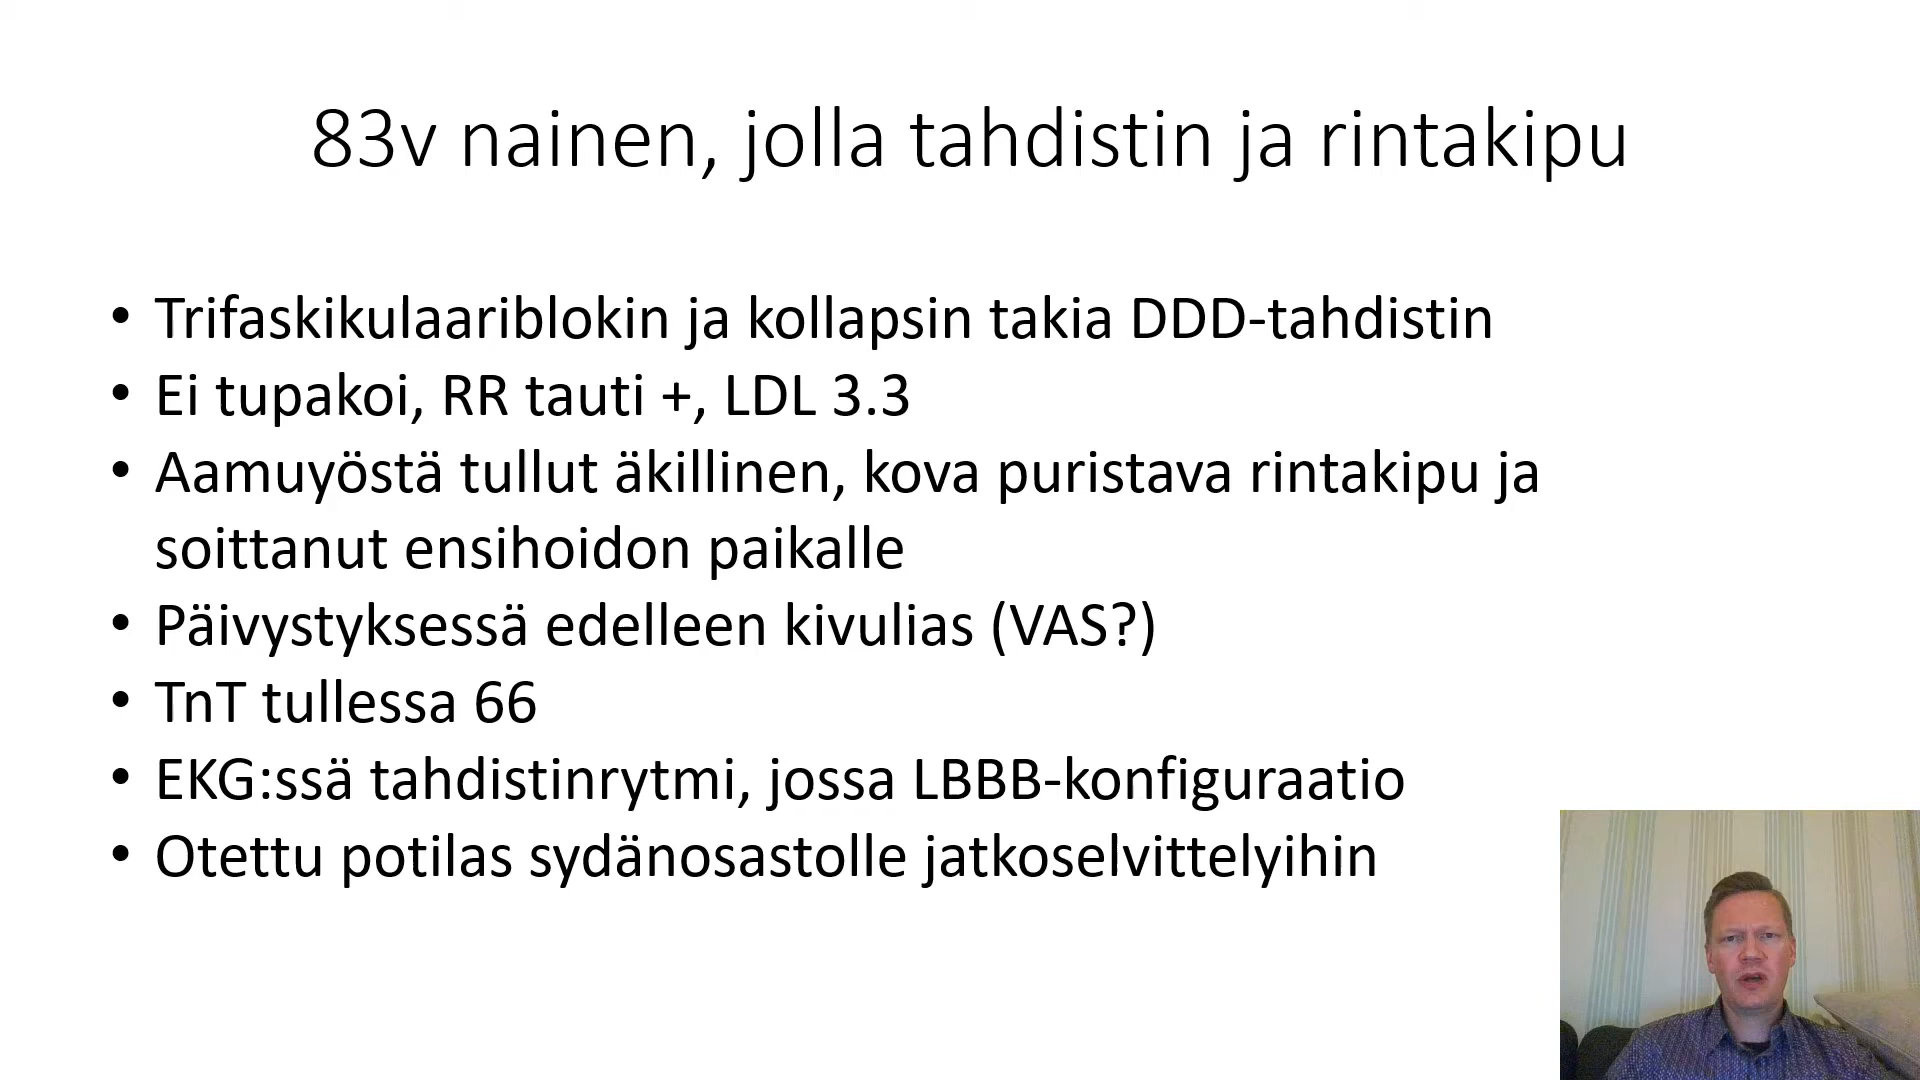 83v nainen, jolla tahdistin ja rintakipu
• Trifaskikulaariblokin ja kollapsin takia DDD-tahdistin
• Ei tupakoi, RR tauti +, LDL 3.3
• Aamuyöstä tullut äkillinen, kova puristava rintakipu ja
soittanut ensihoidon paikalle
• Päivystyksessä edelleen kivulias (VAS?)
• TnT tullessa 66
• EKG:ssä tahdistinrytmi, jossa LBBB-konfiguraatio
• Otettu potilas sydänosastolle jatkoselvittelyihin